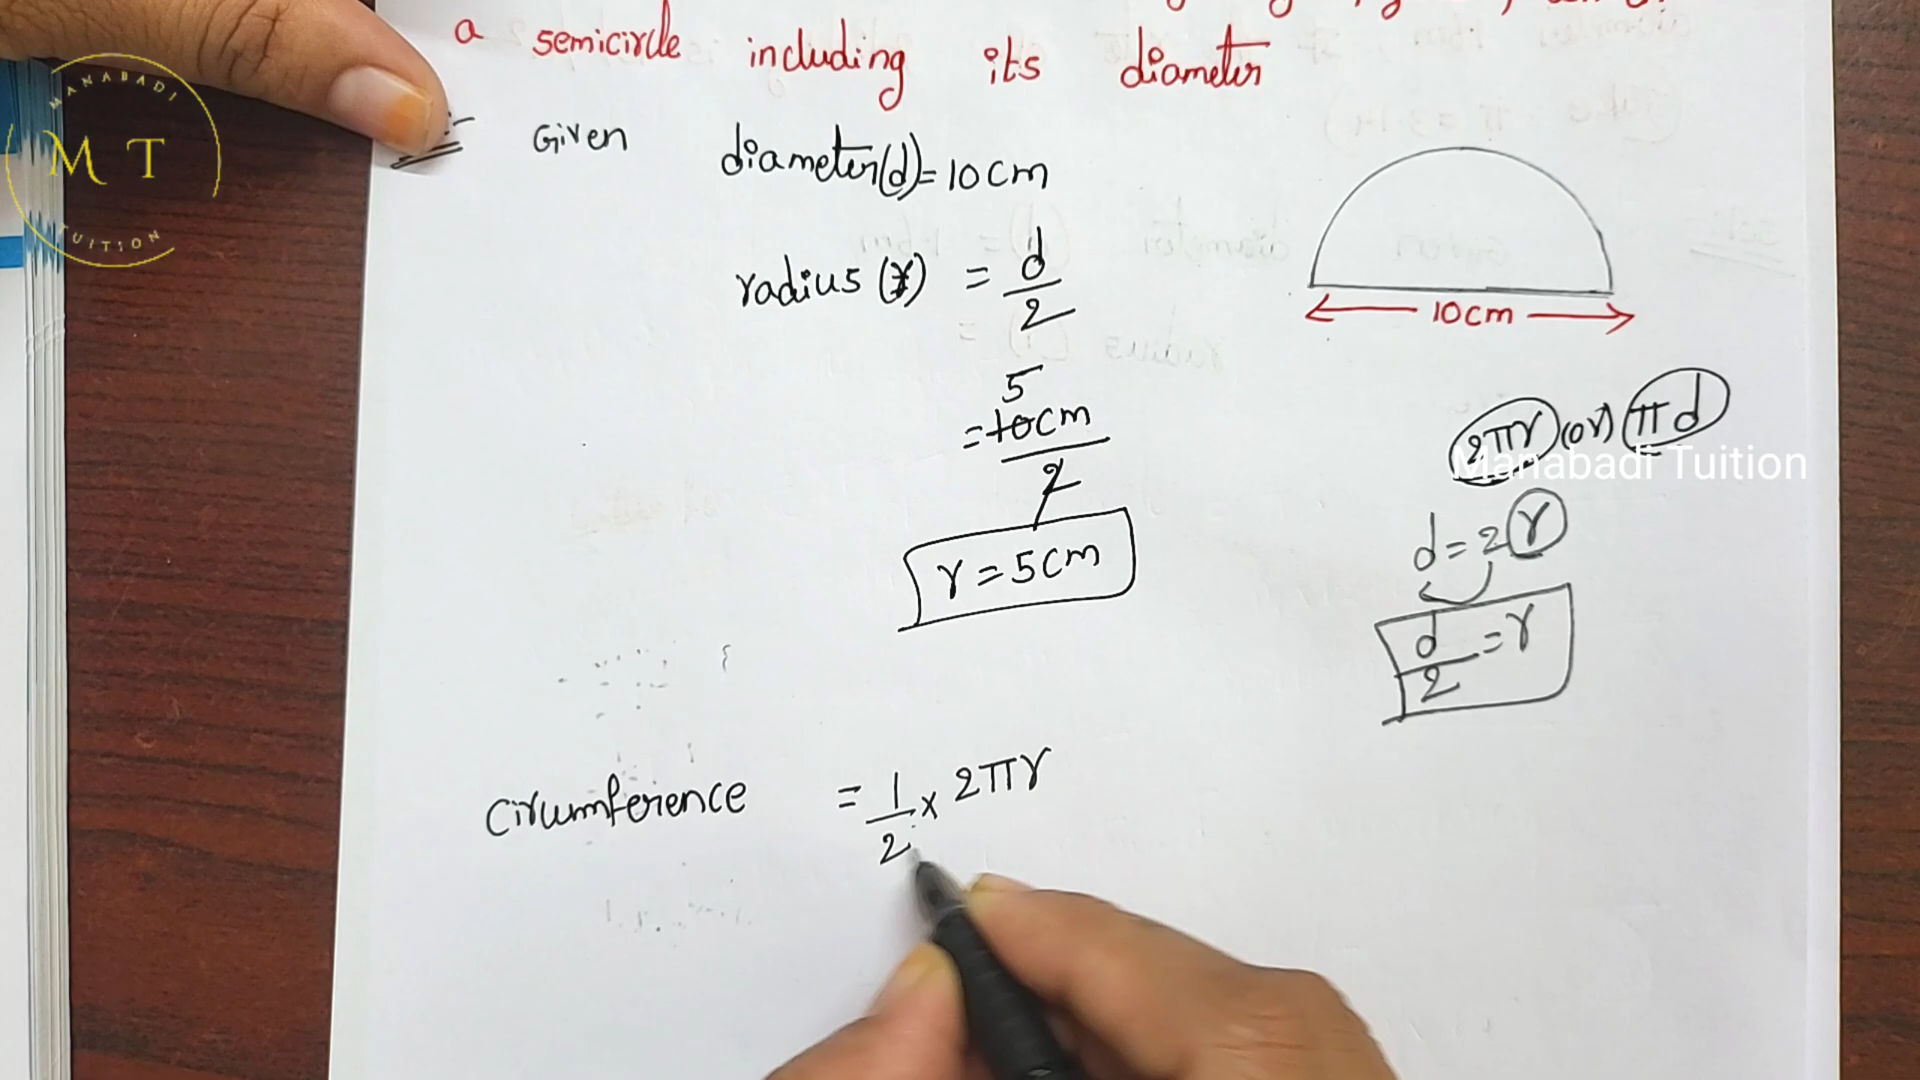 a semicircle including its diameter
Given diameter(d) = 10cm
radius (r) = d
2
5
= 10cm
2
r = 5cm
10cm
2πr (or) πd
d = 2r
d = r
2
Circumference = 1 × 2πr
2
MANABADI
M T
TUITION
Manabadi Tuition